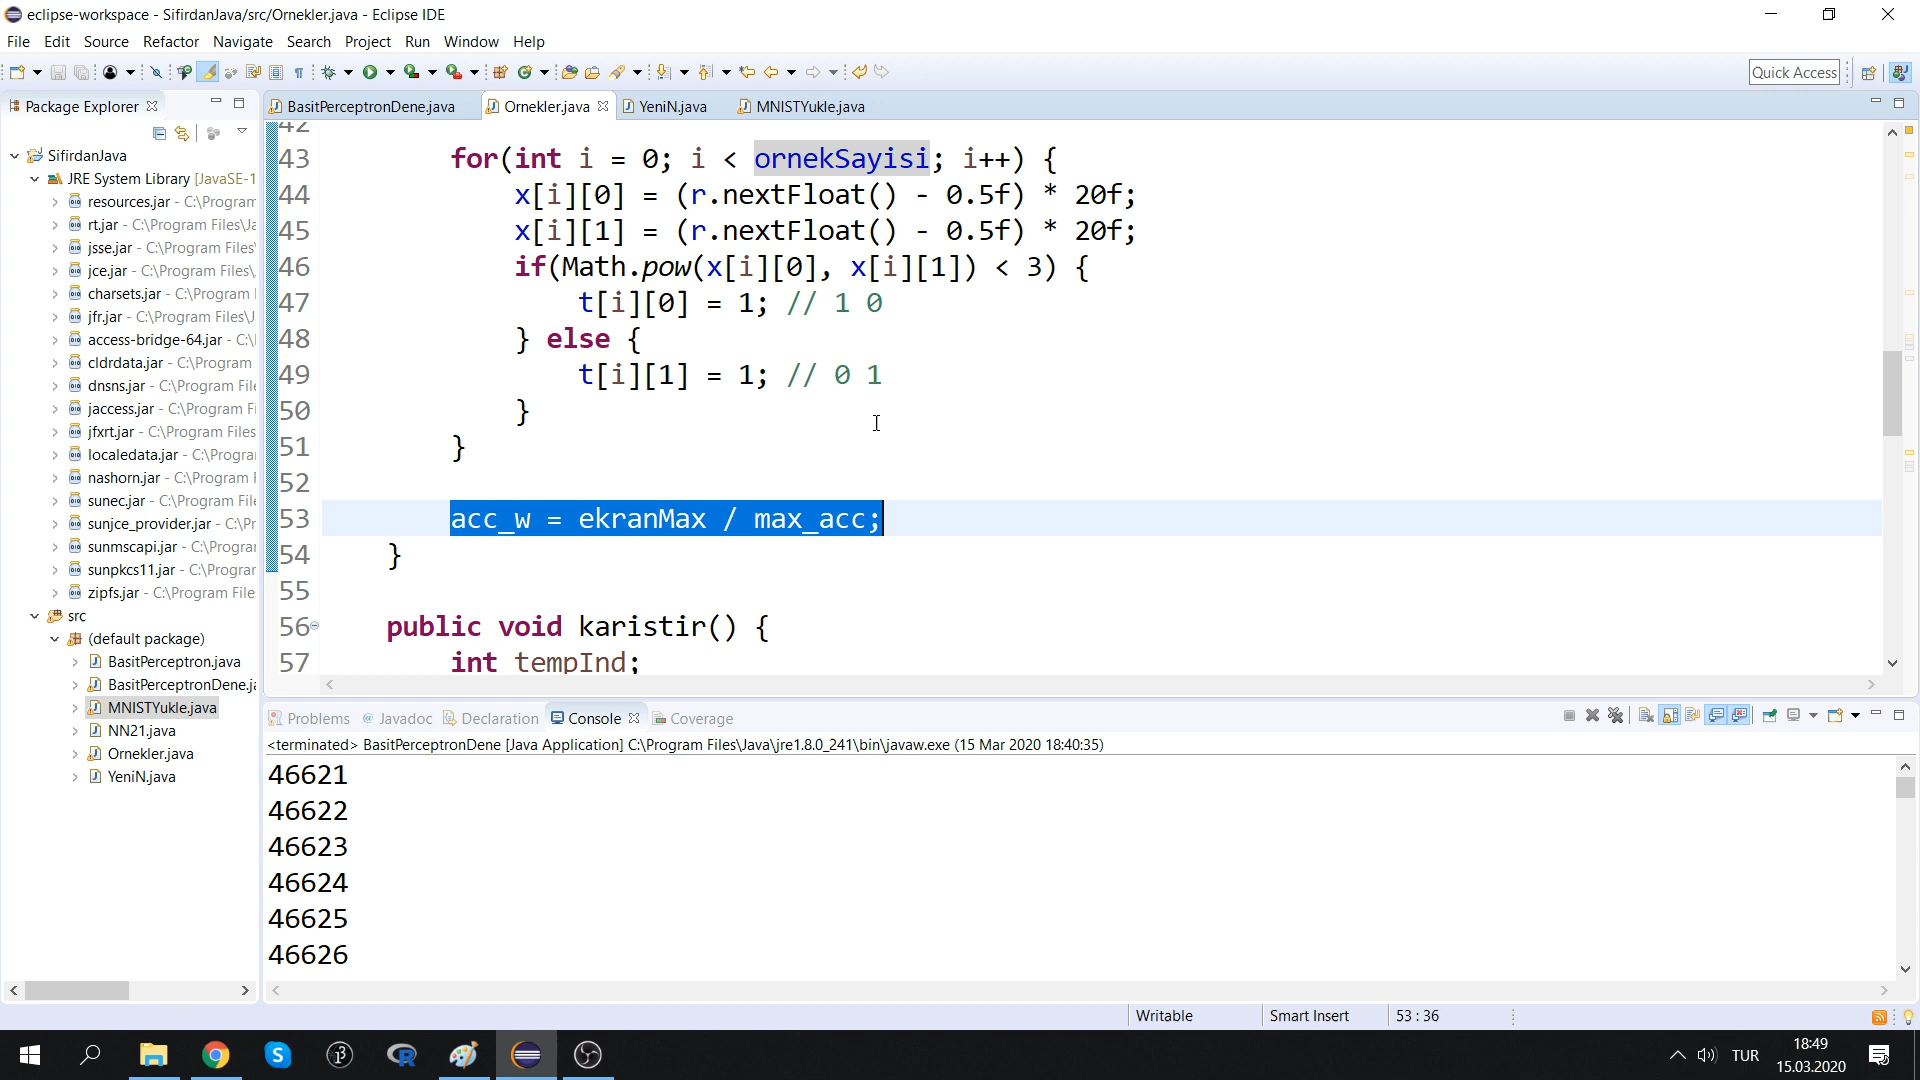 eclipse-workspace - SifirdanJava/src/Ornekler.java - Eclipse IDE
File Edit Source Refactor Navigate Search Project Run Window Help
Quick Access
Package Explorer
BasitPerceptronDene.java Ornekler.java YeniN.java MNISTYukle.java
SifirdanJava
JRE System Library [JavaSE-1
resources.jar - C:\Program
rt.jar - C:\Program Files\Ja
jsse.jar - C:\Program Files\
jce.jar - C:\Program Files\
charsets.jar - C:\Program
jfr.jar - C:\Program Files\J
access-bridge-64.jar - C:\
cldrdata.jar - C:\Program
dnsns.jar - C:\Program File
jaccess.jar - C:\Program Fi
jfxrt.jar - C:\Program Files
localedata.jar - C:\Program
nashorn.jar - C:\Program
sunec.jar - C:\Program File
sunjce_provider.jar - C:\Pr
sunmscapi.jar - C:\Program
sunpkcs11.jar - C:\Program
zipfs.jar - C:\Program File
src
(default package)
BasitPerceptron.java
BasitPerceptronDene.ja
MNISTYukle.java
NN21.java
Ornekler.java
YeniN.java
42
43 for(int i = 0; i < ornekSayisi; i++) {
44 x[i][0] = (r.nextFloat() - 0.5f) * 20f;
45 x[i][1] = (r.nextFloat() - 0.5f) * 20f;
46 if(Math.pow(x[i][0], x[i][1]) < 3) {
47 t[i][0] = 1; // 1 0
48 } else {
49 t[i][1] = 1; // 0 1
50 }
51 }
52
53 acc_w = ekranMax / max_acc;
54 }
55
56 public void karistir() {
57 int tempInd;
Problems Javadoc Declaration Console Coverage
<terminated> BasitPerceptronDene [Java Application] C:\Program Files\Java\jre1.8.0_241\bin\javaw.exe (15 Mar 2020 18:40:35)
46621
46622
46623
46624
46625
46626
Writable Smart Insert 53 : 36
TUR
18:49
15.03.2020